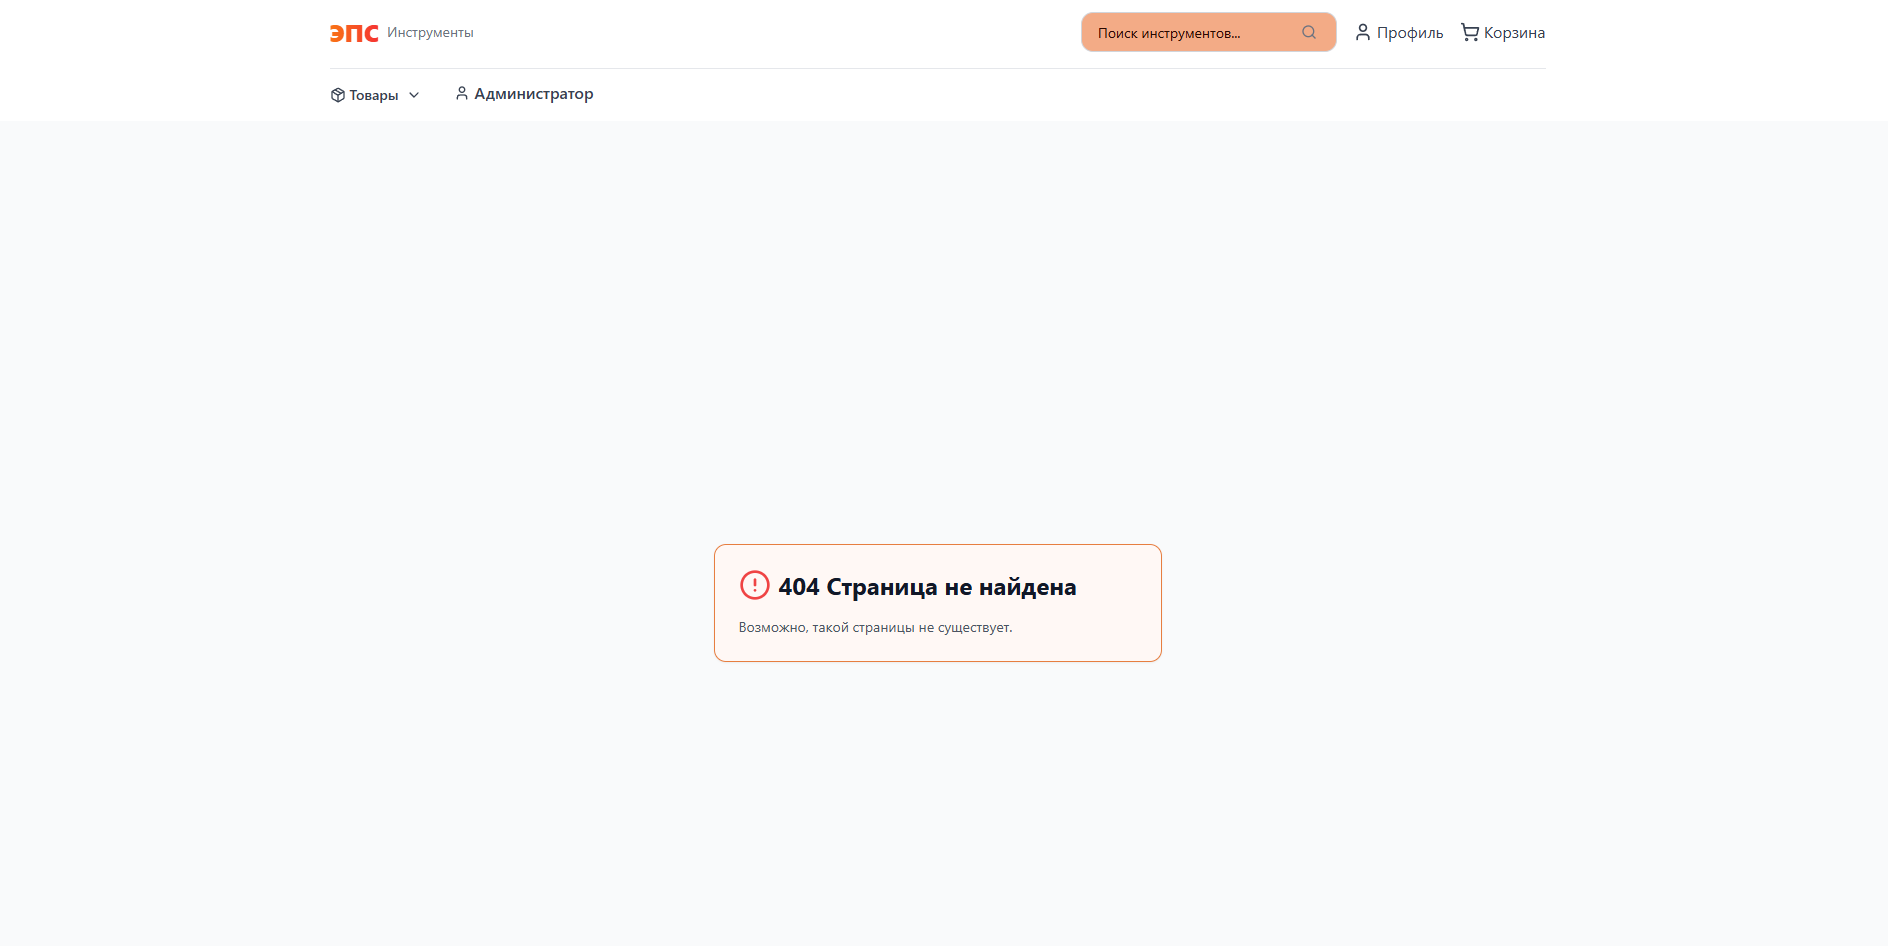 ЭПС Инструменты
Поиск инструментов...
Профиль
Корзина
Товары
Администратор
404 Страница не найдена
Возможно, такой страницы не существует.